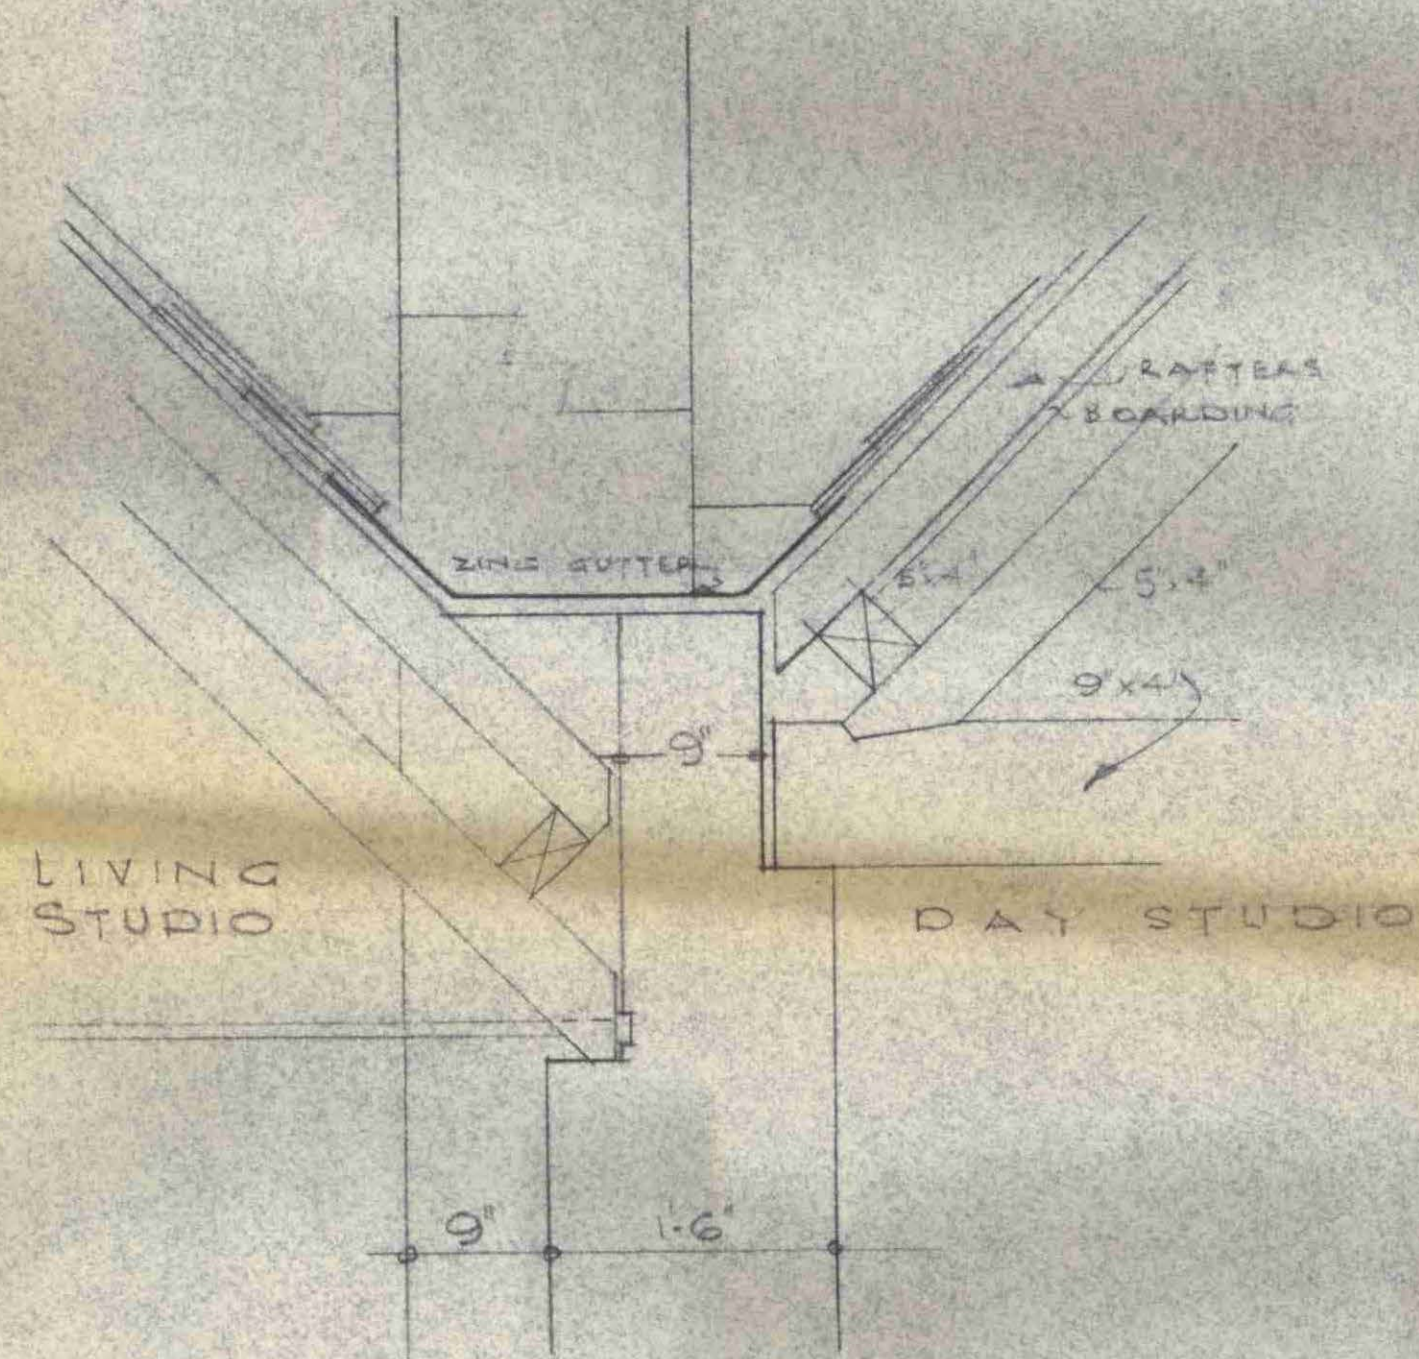 RAFTERS
BOARDING
ZINC GUTTER
5"x4"
5"x4"
9"x4"
9"
LIVING
STUDIO
DAY STUDIO
9"
1'-6"